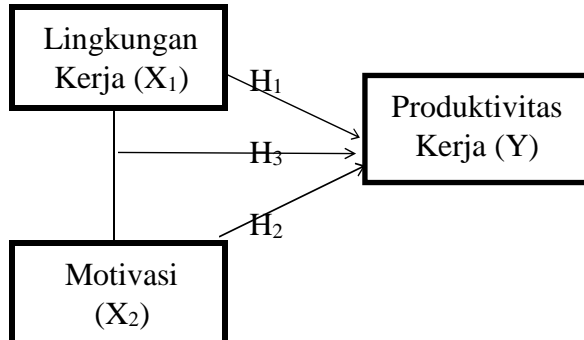 Lingkungan
Kerja (X₁)
H₁
Produktivitas
Kerja (Y)
H₃
H₂
Motivasi
(X₂)